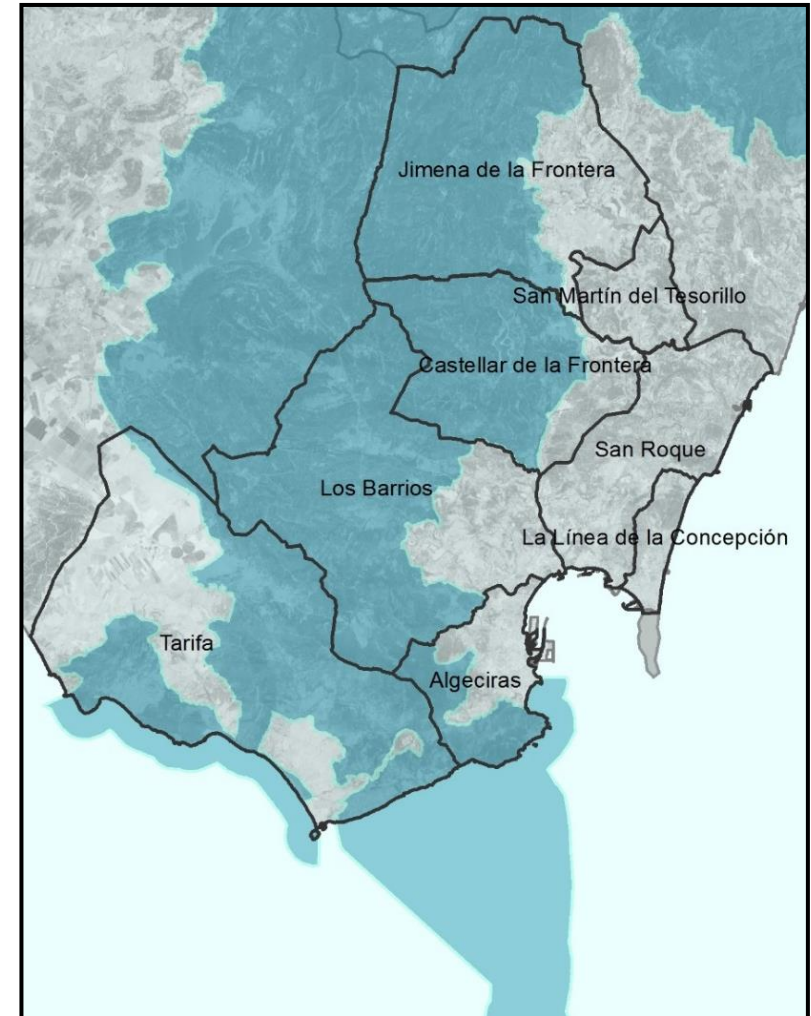 Jimena de la Frontera
San Martín del Tesorillo
Castellar de la Frontera
San Roque
Los Barrios
La Línea de la Concepción
Tarifa
Algeciras